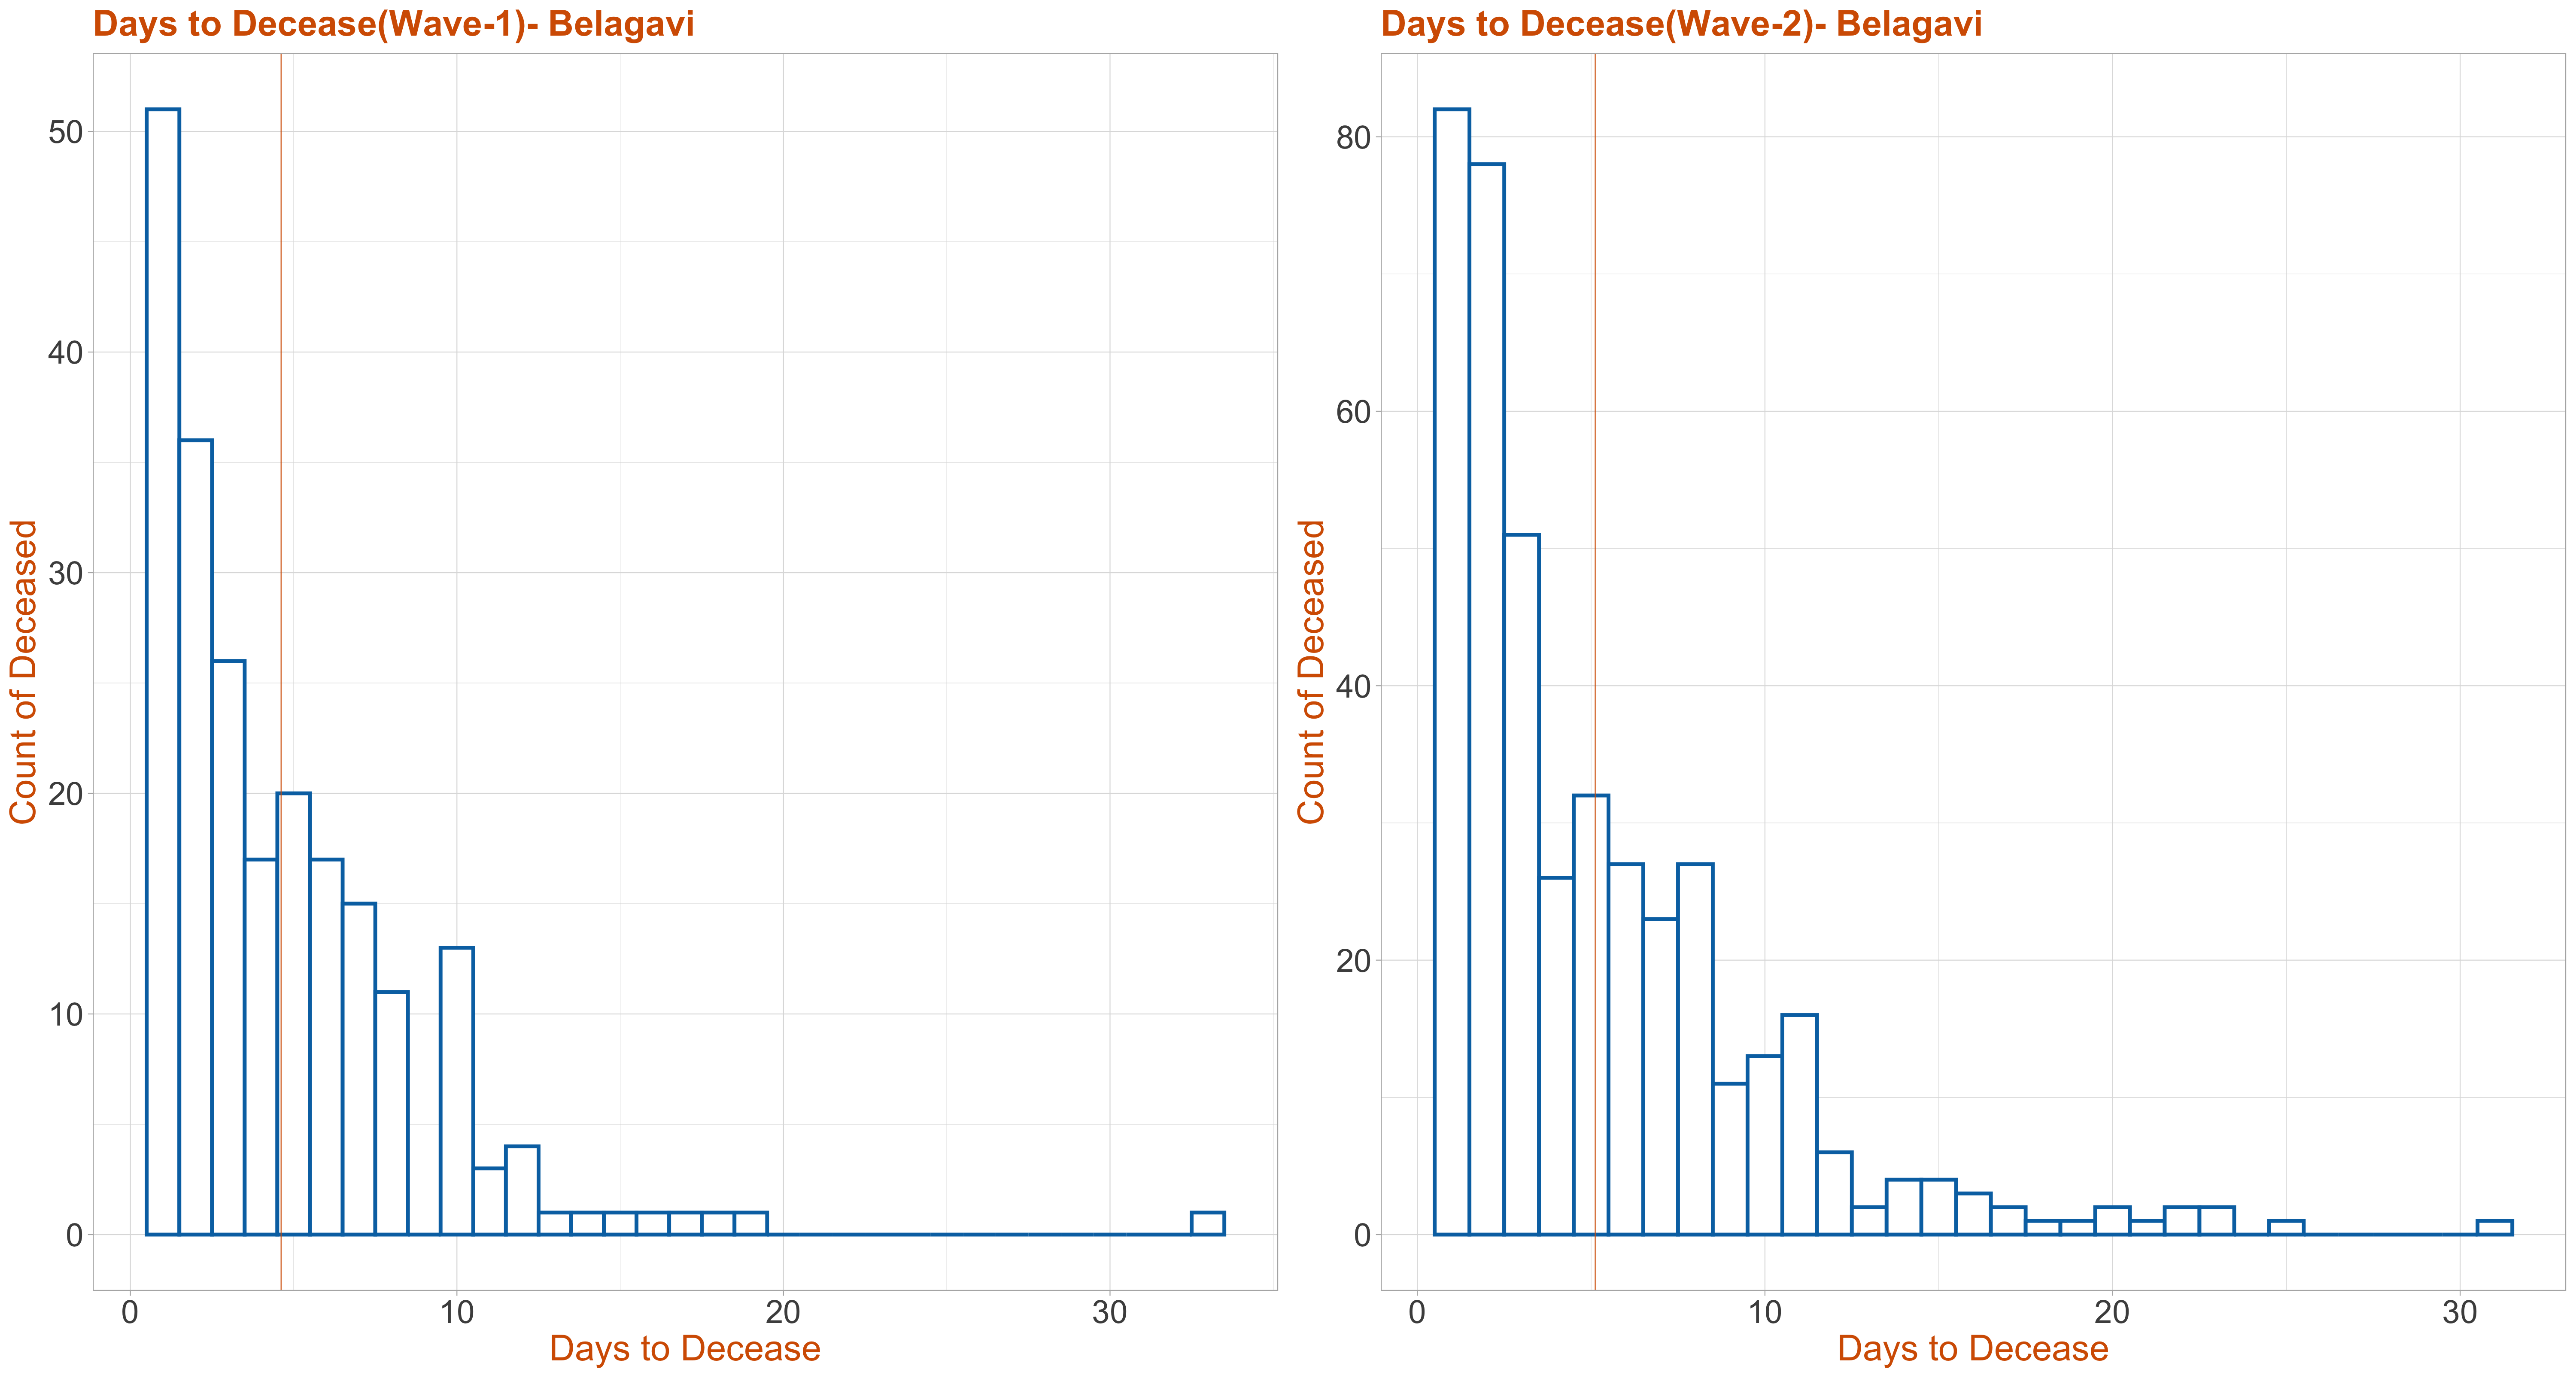 Days to Decease(Wave-1)- Belagavi
Count of Deceased
50
40
30
20
10
0
0 10 20 30
Days to Decease
Days to Decease(Wave-2)- Belagavi
Count of Deceased
80
60
40
20
0
0 10 20 30
Days to Decease